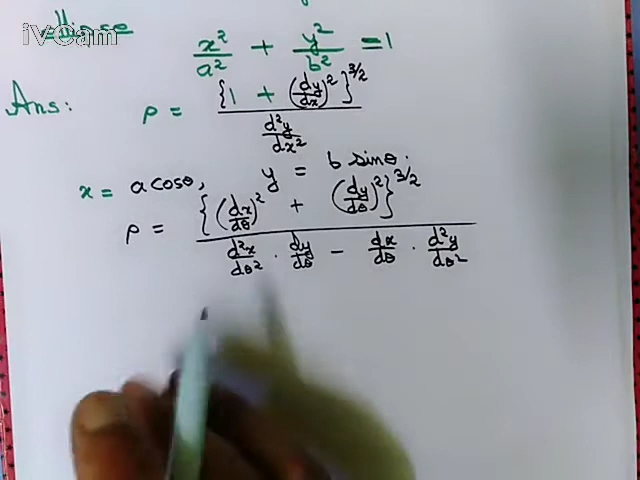 ellipse
iVCam
x²/a² + y²/b² = 1
Ans:
ρ = {1 + (dy/dx)²}^3/2 / d²y/dx²
x = a cosθ, y = b sinθ.
ρ = {(dx/dθ)² + (dy/dθ)²}^3/2 / d²x/dθ² · dy/dθ − dx/dθ · d²y/dθ²